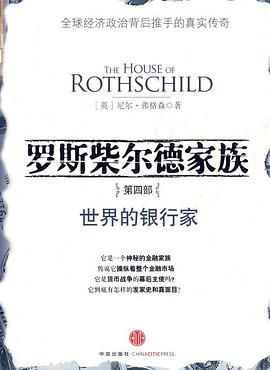 全球经济政治背后推手的真实传奇
THE HOUSE OF
ROTHSCHILD
[英] 尼尔·弗格森 著
罗斯柴尔德家族
第四部
世界的银行家
它是一个神秘的金融家族
传说它操纵着整个金融市场
它是货币战争的幕后主使吗？
它到底有怎样的发家史和真面目？
中信出版社·CHINACITICPRESS